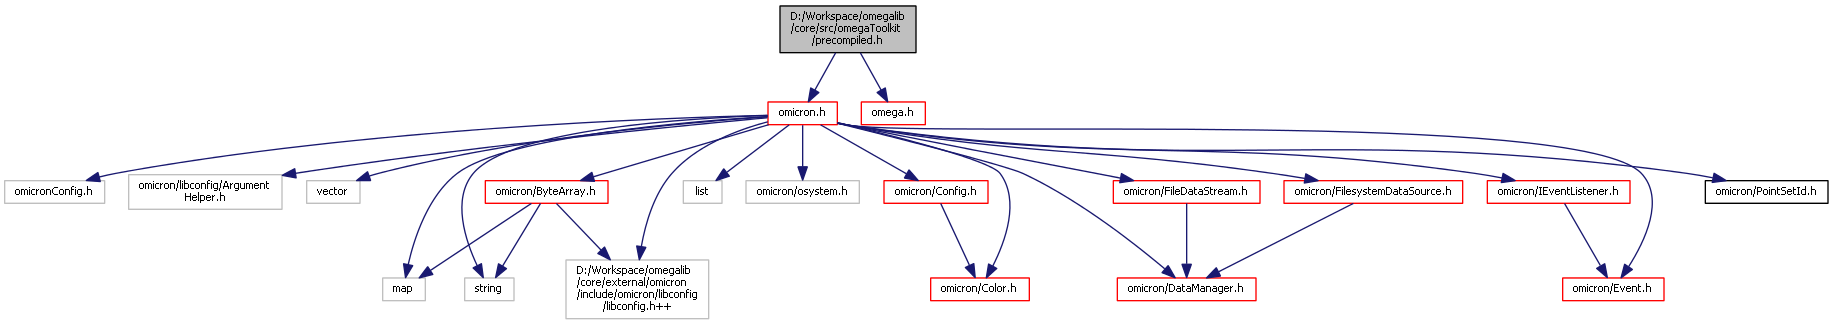 D:/Workspace/omegalib
/core/src/omegaToolkit
/precompiled.h
omicron.h
omega.h
omicronConfig.h
omicron/libconfig/Argument
Helper.h
vector
omicron/ByteArray.h
list
omicron/osystem.h
omicron/Config.h
omicron/FileDataStream.h
omicron/FilesystemDataSource.h
omicron/IEventListener.h
omicron/PointSetId.h
map
string
D:/Workspace/omegalib
/core/external/omicron
/include/omicron/libconfig
/libconfig.h++
omicron/Color.h
omicron/DataManager.h
omicron/Event.h